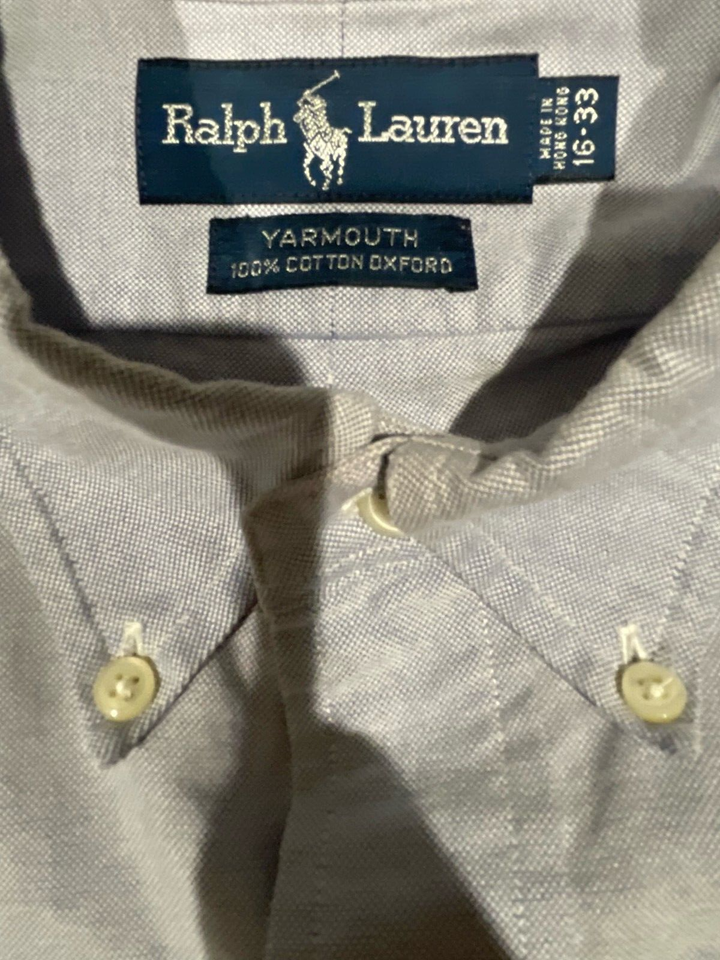 Ralph Lauren
MADE IN
HONG KONG
16-33
YARMOUTH
100% COTTON OXFORD